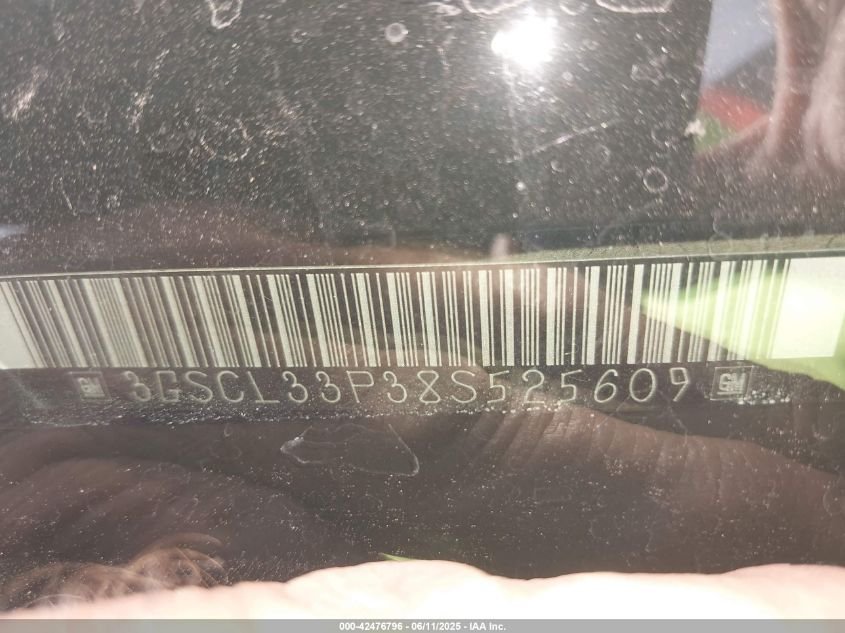 GM 3GSCL33P38S525609 GM
000-42476796 - 06/11/2025 - IAA Inc.